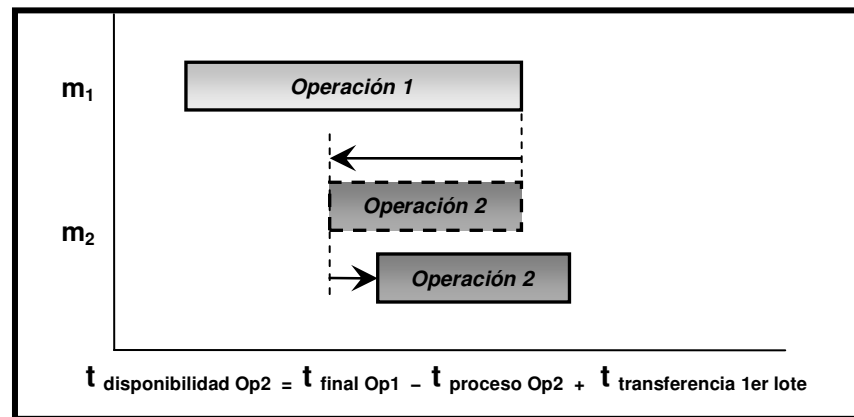 m1
Operación 1
Operación 2
m2
Operación 2
t disponibilidad Op2 = t final Op1 – t proceso Op2 + t transferencia 1er lote